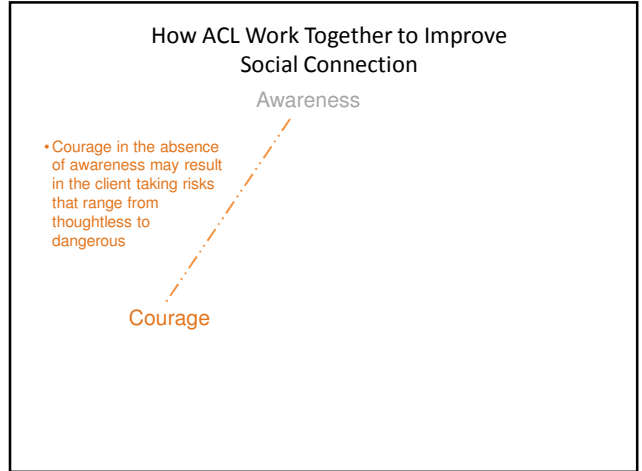 How ACL Work Together to Improve
Social Connection
Awareness
• Courage in the absence
of awareness may result
in the client taking risks
that range from
thoughtless to
dangerous
Courage